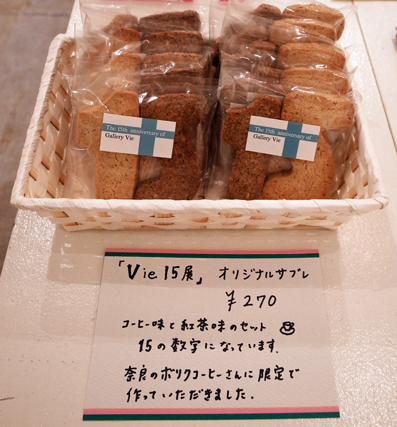 The 15th anniversary of
Gallery Vie
The 15th anniversary of
Gallery Vie
「Vie 15展」 オリジナルサブレ
¥270
コーヒー味と紅茶味のセット
15の数字になっています.
奈良のボリクコーヒーさんに限定で
作っていただきました.